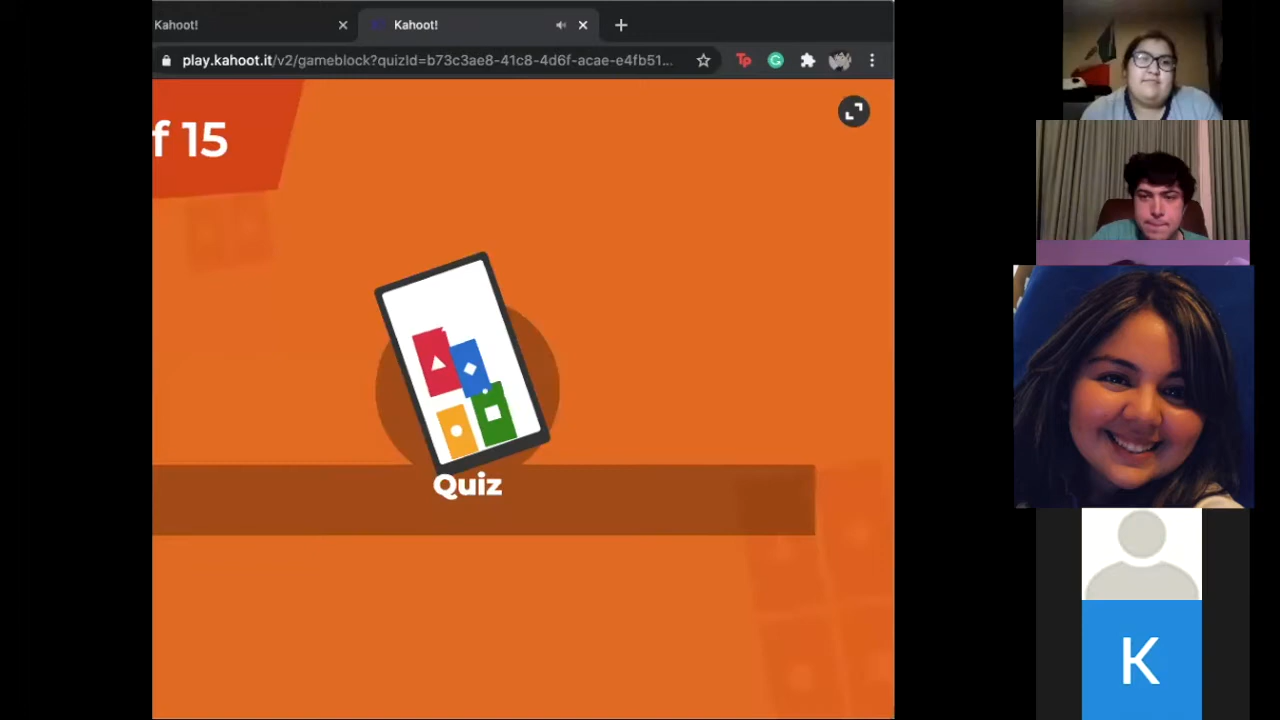 Kahoot!
Kahoot!
play.kahoot.it/v2/gameblock?quizId=b73c3ae8-41c8-4d6f-acae-e4fb51...
f 15
Quiz
K